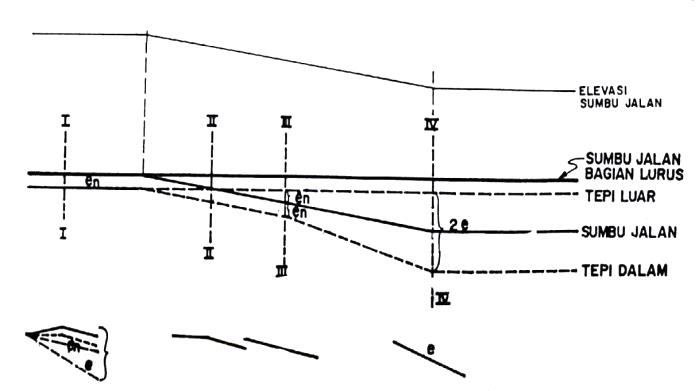 ELEVASI
SUMBU JALAN
I
II
III
IV
SUMBU JALAN
BAGIAN LURUS
en
TEPI LUAR
en
en
2e
SUMBU JALAN
I
II
III
TEPI DALAM
IV
en
e
e